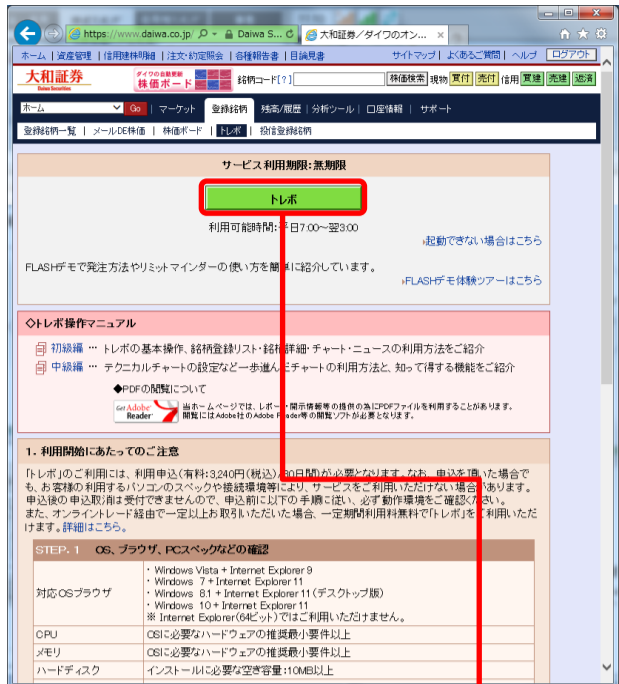 https://www.daiwa.co.jp/ Daiwa S... C 大和証券／ダイワのオン... ×
ホーム | 資産管理 | 信用建株明細 | 注文・約定照会 | 各種報告書 | 目論見書 サイトマップ | よくあるご質問 | ヘルプ ログアウト
大和証券 Daiwa Securities ダイワの自動更新 株価ボード 銘柄コード[?] 株価検索 現物 買付 売付 信用 買建 売建 返済
ホーム Go | マーケット 登録銘柄 残高/履歴 | 分析ツール | 口座情報 | サポート
登録銘柄一覧 | メールDE株価 | 株価ボード | トレボ | 投信登録銘柄
サービス利用期限：無期限
トレボ
利用可能時間:平日7:00～翌3:00
起動できない場合はこちら
FLASHデモで発注方法やリミットマインダーの使い方を簡単に紹介しています。
FLASHデモ体験ツアーはこちら
◇トレボ操作マニュアル
初級編 … トレボの基本操作、銘柄登録リスト・銘柄詳細・チャート・ニュースの利用方法をご紹介
中級編 … テクニカルチャートの設定など一歩進んだチャートの利用方法と、知って得する機能をご紹介
◆PDFの閲覧について
Get Adobe Reader 当ホームページでは、レポート・開示情報等の提供の為にPDFファイルを利用することがあります。
閲覧にはAdobe社のAdobe Reader等の閲覧ソフトが必要となります。
1. 利用開始にあたってのご注意
「トレボ」のご利用には、利用申込(有料:3,240円(税込)/30日間)が必要となります。なお、申込を頂いた場合で
も、お客様の利用するパソコンのスペックや接続環境等により、サービスをご利用いただけない場合があります。
申込後の申込取消は受付できませんので、申込前に以下の手順に従い、必ず動作環境をご確認ください。
また、オンライントレード経由で一定以上お取引いただいた場合、一定期間利用料無料で「トレボ」をご利用いただ
けます。詳細はこちら。
STEP. 1 OS、ブラウザ、PCスペックなどの確認
対応OSブラウザ
・ Windows Vista + Internet Explorer 9
・ Windows 7 + Internet Explorer 11
・ Windows 8.1 + Internet Explorer 11 (デスクトップ版)
・ Windows 10 + Internet Explorer 11
※ Internet Explorer(64ビット)ではご利用いただけません。
CPU OSに必要なハードウェアの推奨最小要件以上
メモリ OSに必要なハードウェアの推奨最小要件以上
ハードディスク インストールに必要な空き容量:10MB以上